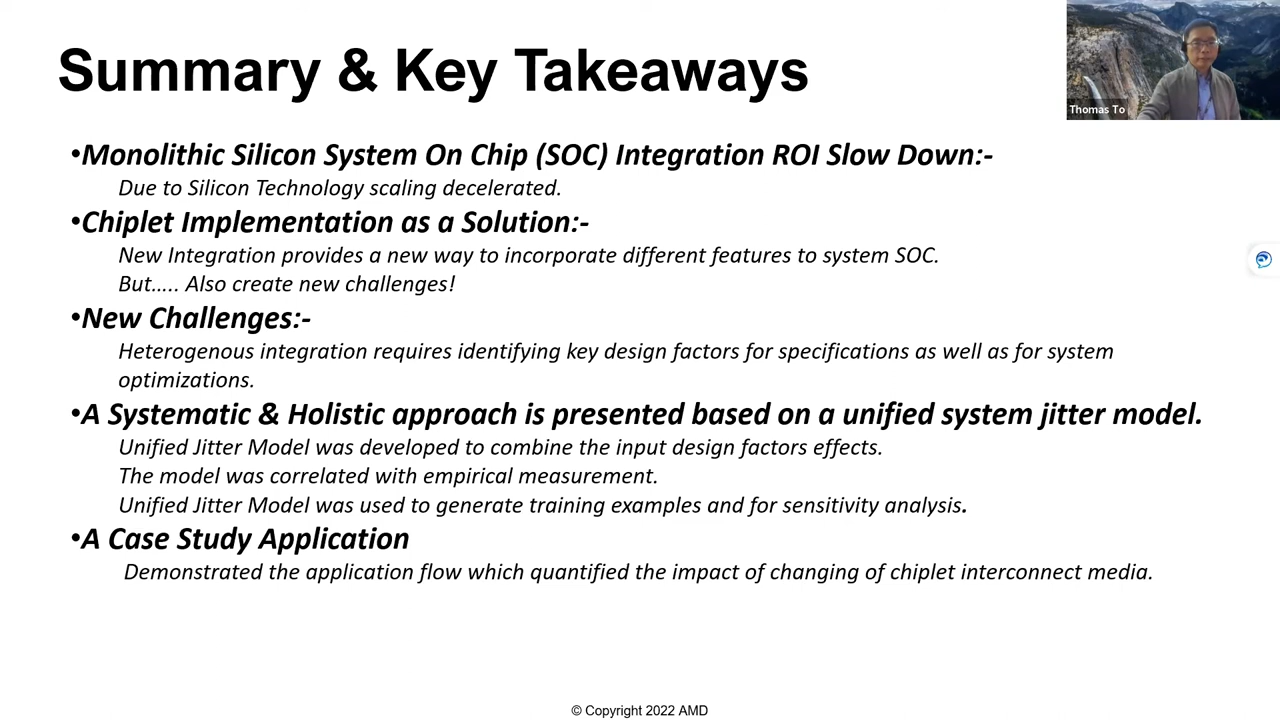 Summary & Key Takeaways
Thomas To
•Monolithic Silicon System On Chip (SOC) Integration ROI Slow Down:-
Due to Silicon Technology scaling decelerated.
•Chiplet Implementation as a Solution:-
New Integration provides a new way to incorporate different features to system SOC.
But….. Also create new challenges!
•New Challenges:-
Heterogenous integration requires identifying key design factors for specifications as well as for system
optimizations.
•A Systematic & Holistic approach is presented based on a unified system jitter model.
Unified Jitter Model was developed to combine the input design factors effects.
The model was correlated with empirical measurement.
Unified Jitter Model was used to generate training examples and for sensitivity analysis.
•A Case Study Application
Demonstrated the application flow which quantified the impact of changing of chiplet interconnect media.
© Copyright 2022 AMD